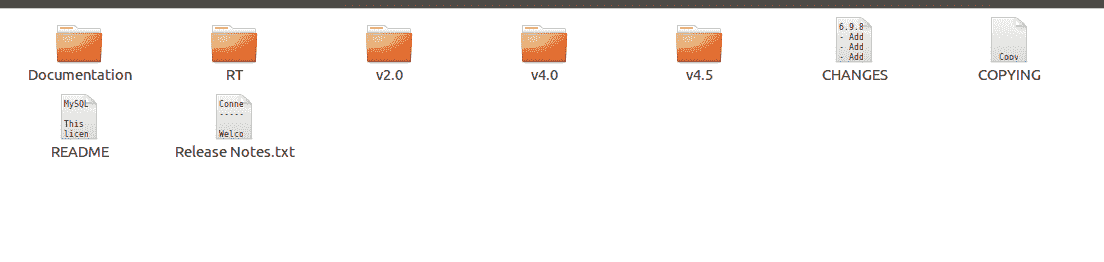 6.9.8
- Add
- Add
- Add
Copy
Documentation RT v2.0 v4.0 v4.5 CHANGES COPYING
MySQL
This
licen
Conne
-----
Welco
README Release Notes.txt